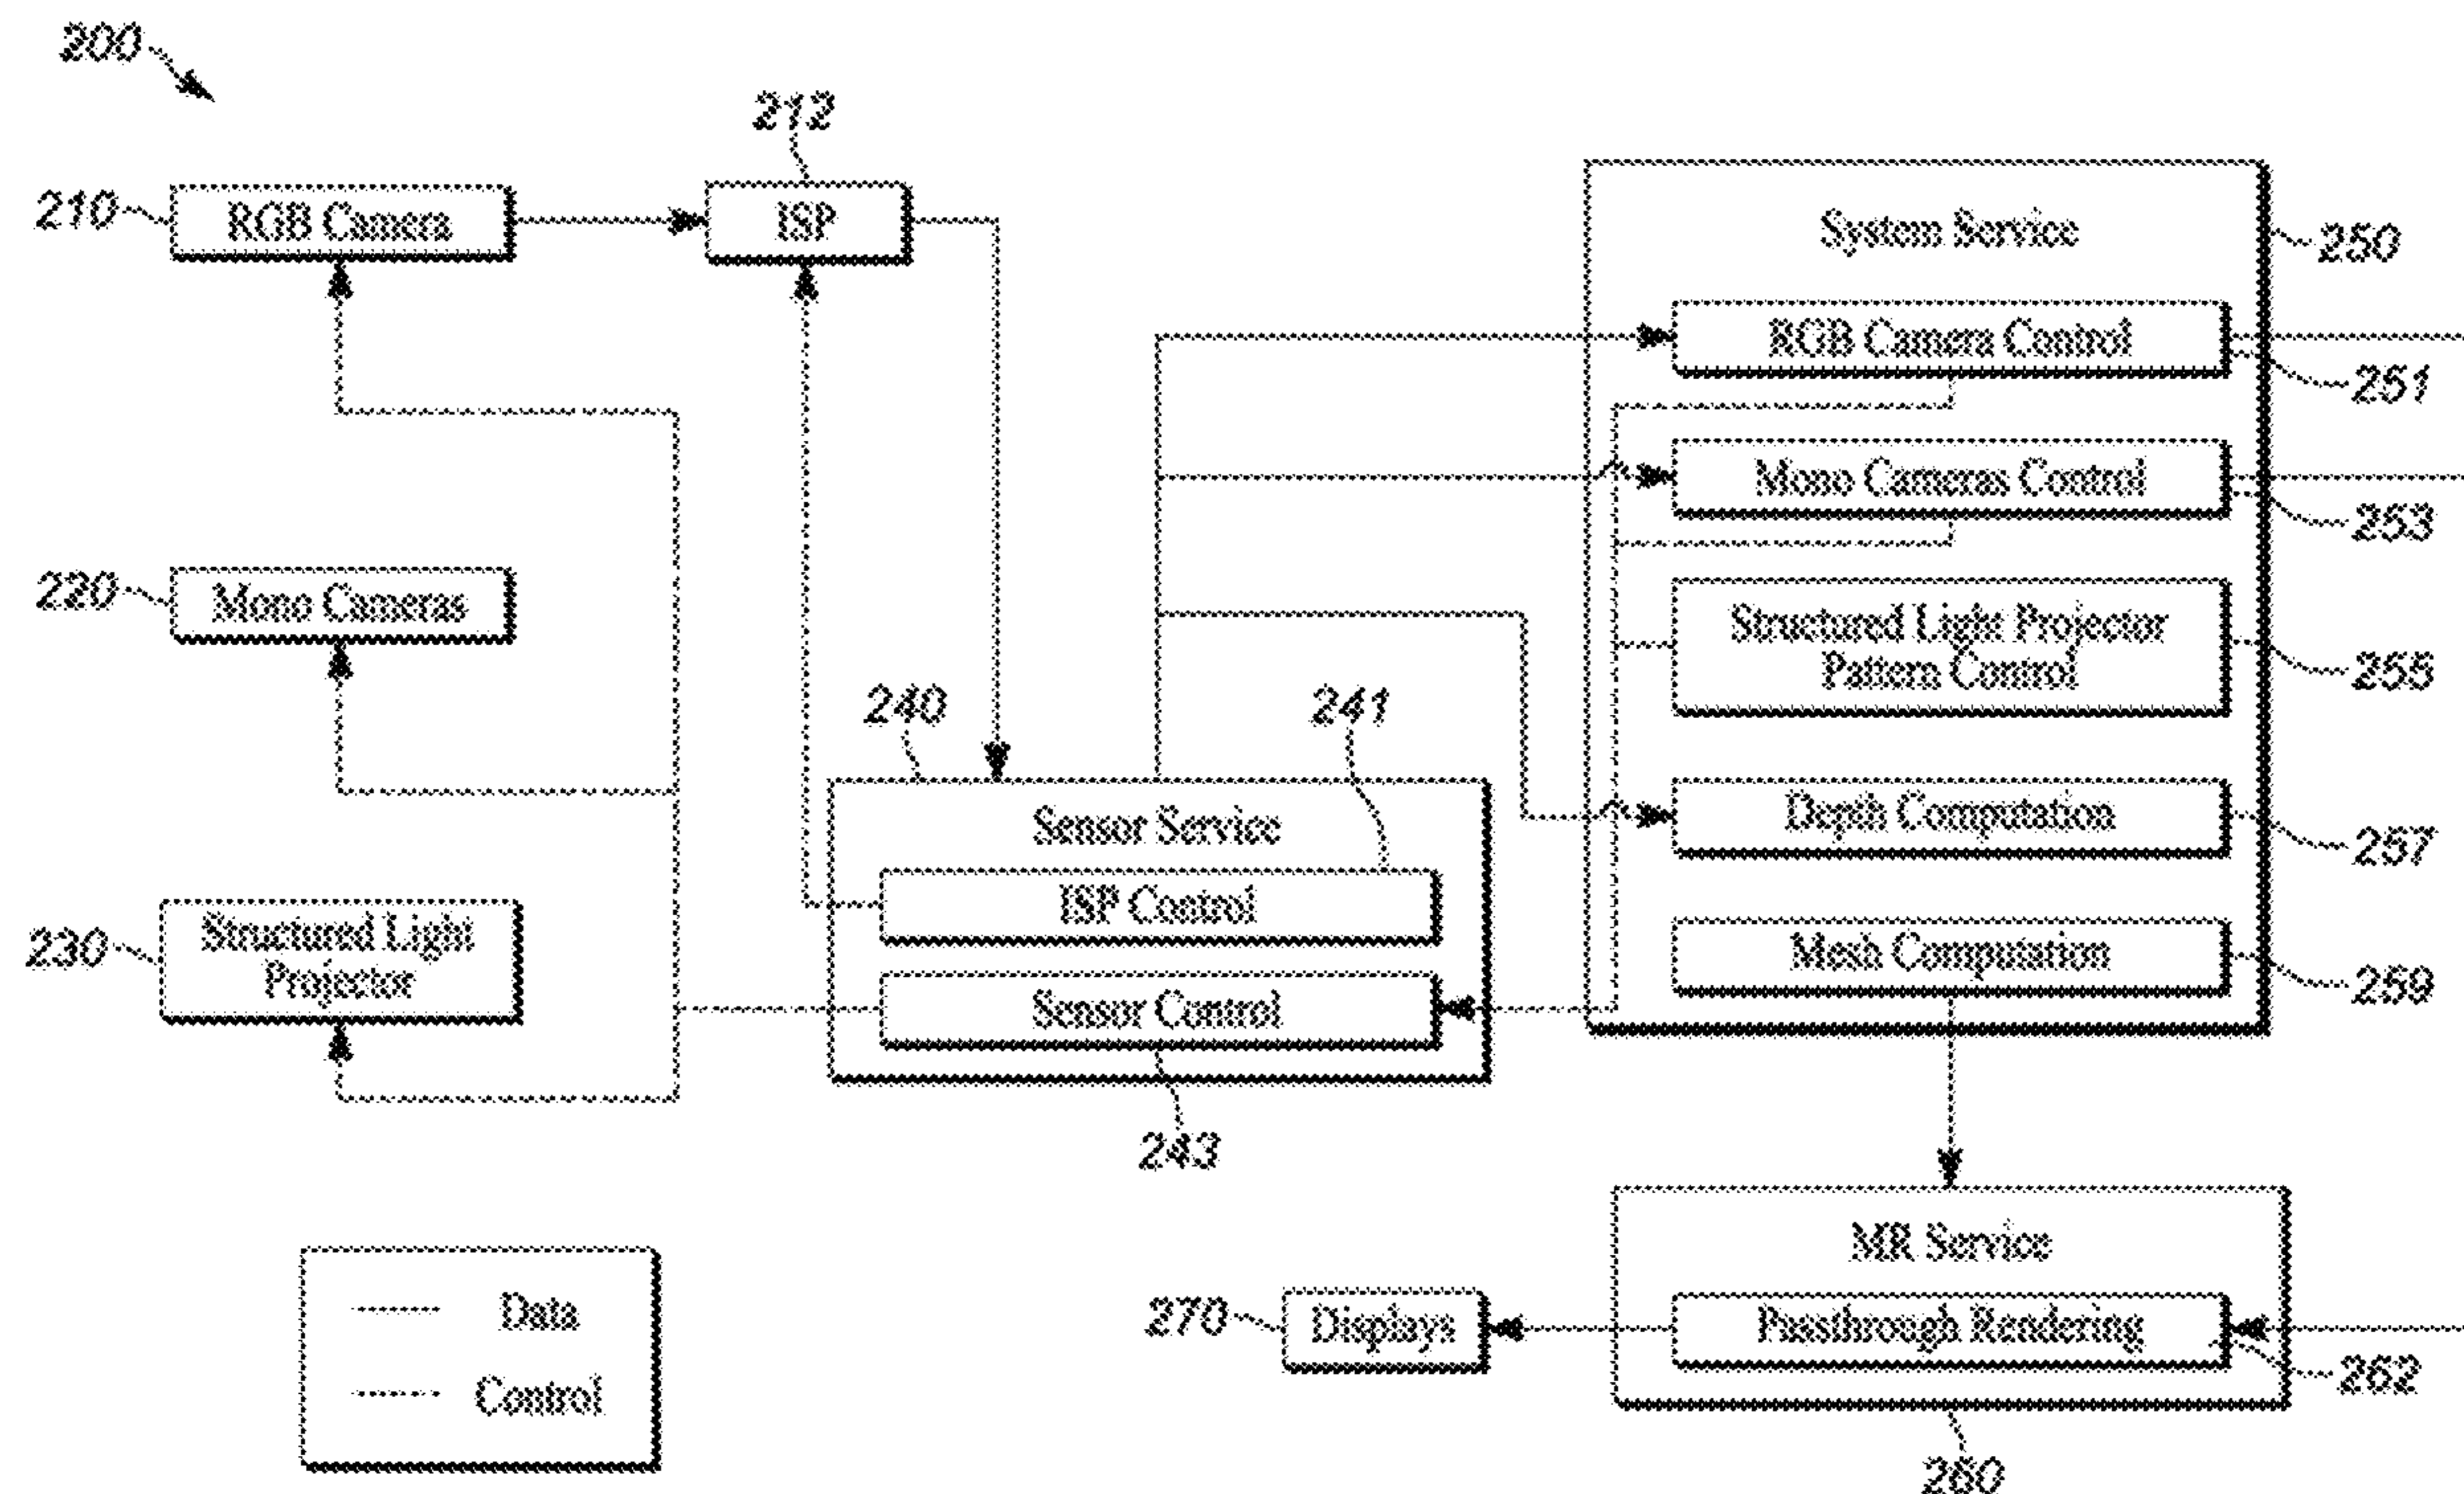 200
212
210
RGB Camera
ISP
System Service
250
RGB Camera Control
251
Mono Cameras Control
253
220
Mono Cameras
Structured Light Projector
Pattern Control
255
240
241
Sensor Service
Depth Computation
257
ISP Control
230
Structured Light
Projector
Mesh Computation
259
Sensor Control
243
MR Service
Data
270
Displays
Passthrough Rendering
262
Control
260